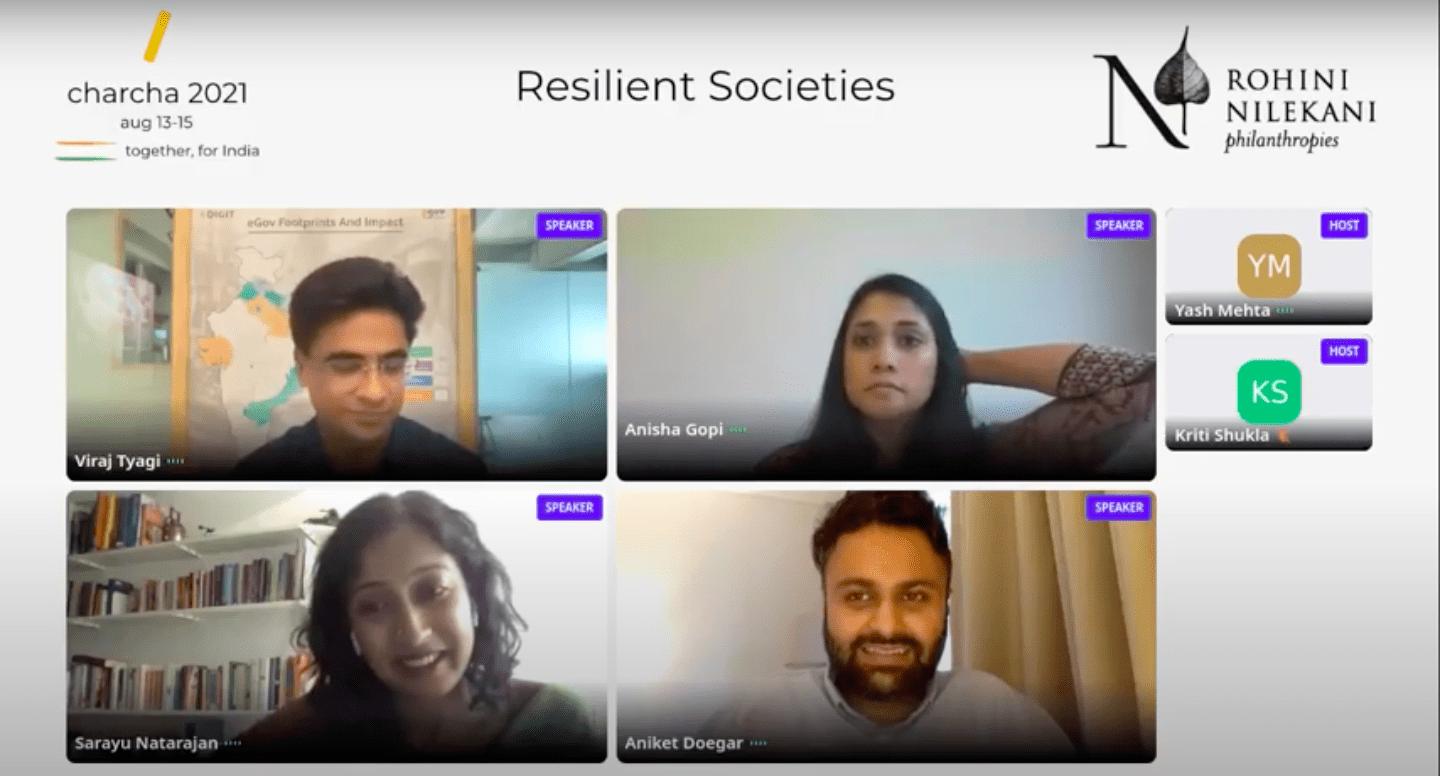 charcha 2021
aug 13-15
together, for India
Resilient Societies
N
ROHINI
NILEKANI
philanthropies
DIGIT
eGov Footprints And Impact
SPEAKER
Viraj Tyagi
SPEAKER
Anisha Gopi
HOST
YM
Yash Mehta
HOST
KS
Kriti Shukla
SPEAKER
Sarayu Natarajan
SPEAKER
Aniket Doegar